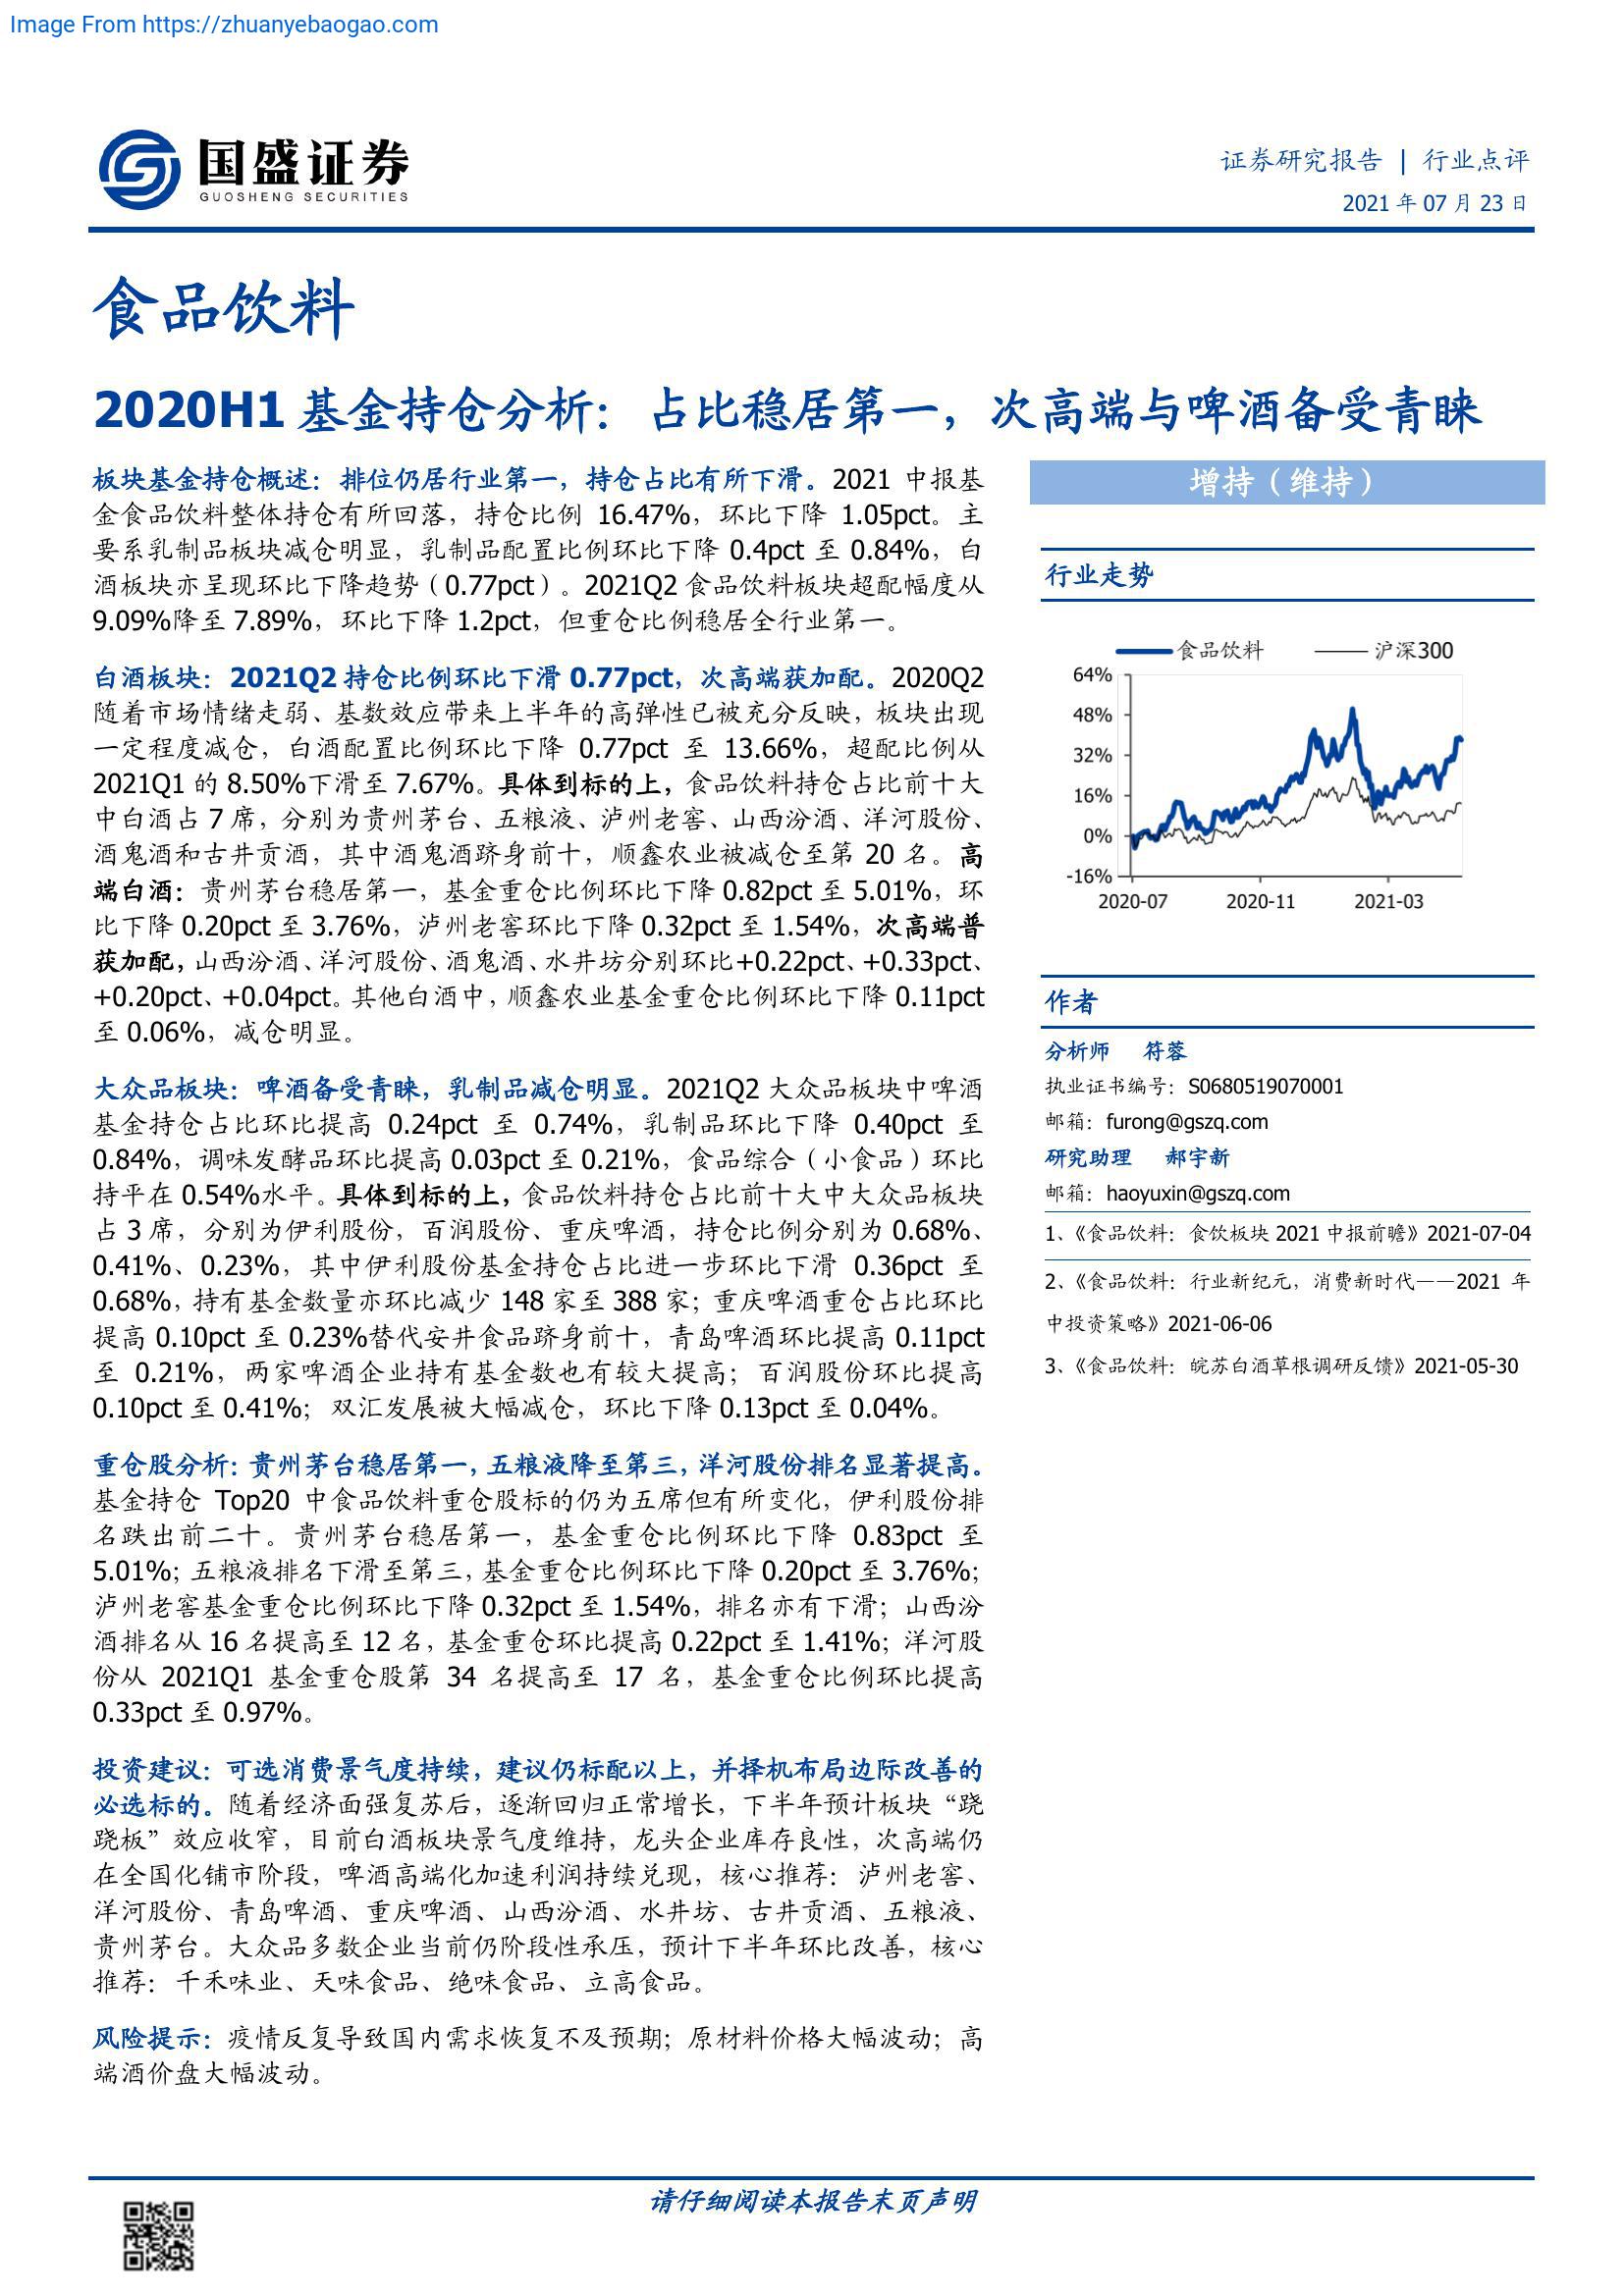 Image From https://zhuanyebaogao.com
国盛证券
GUOSHENG SECURITIES
证券研究报告 | 行业点评
2021 年 07 月 23 日
食品饮料
2020H1 基金持仓分析：占比稳居第一，次高端与啤酒备受青睐
板块基金持仓概述：排位仍居行业第一，持仓占比有所下滑。2021 中报基
金食品饮料整体持仓有所回落，持仓比例 16.47%，环比下降 1.05pct。主
要系乳制品板块减仓明显，乳制品配置比例环比下降 0.4pct 至 0.84%，白
酒板块亦呈现环比下降趋势（0.77pct）。2021Q2 食品饮料板块超配幅度从
9.09%降至 7.89%，环比下降 1.2pct，但重仓比例稳居全行业第一。
白酒板块：2021Q2 持仓比例环比下滑 0.77pct，次高端获加配。2020Q2
随着市场情绪走弱、基数效应带来上半年的高弹性已被充分反映，板块出现
一定程度减仓，白酒配置比例环比下降 0.77pct 至 13.66%，超配比例从
2021Q1 的 8.50%下滑至 7.67%。具体到标的上，食品饮料持仓占比前十大
中白酒占 7 席，分别为贵州茅台、五粮液、泸州老窖、山西汾酒、洋河股份、
酒鬼酒和古井贡酒，其中酒鬼酒跻身前十，顺鑫农业被减仓至第 20 名。高
端白酒：贵州茅台稳居第一，基金重仓比例环比下降 0.82pct 至 5.01%，环
比下降 0.20pct 至 3.76%，泸州老窖环比下降 0.32pct 至 1.54%，次高端普
获加配，山西汾酒、洋河股份、酒鬼酒、水井坊分别环比+0.22pct、+0.33pct、
+0.20pct、+0.04pct。其他白酒中，顺鑫农业基金重仓比例环比下降 0.11pct
至 0.06%，减仓明显。
大众品板块：啤酒备受青睐，乳制品减仓明显。2021Q2 大众品板块中啤酒
基金持仓占比环比提高 0.24pct 至 0.74%，乳制品环比下降 0.40pct 至
0.84%，调味发酵品环比提高 0.03pct 至 0.21%，食品综合（小食品）环比
持平在 0.54%水平。具体到标的上，食品饮料持仓占比前十大中大众品板块
占 3 席，分别为伊利股份，百润股份、重庆啤酒，持仓比例分别为 0.68%、
0.41%、0.23%，其中伊利股份基金持仓占比进一步环比下滑 0.36pct 至
0.68%，持有基金数量亦环比减少 148 家至 388 家；重庆啤酒重仓占比环比
提高 0.10pct 至 0.23%替代安井食品跻身前十，青岛啤酒环比提高 0.11pct
至 0.21%，两家啤酒企业持有基金数也有较大提高；百润股份环比提高
0.10pct 至 0.41%；双汇发展被大幅减仓，环比下降 0.13pct 至 0.04%。
重仓股分析：贵州茅台稳居第一，五粮液降至第三，洋河股份排名显著提高。
基金持仓 Top20 中食品饮料重仓股标的仍为五席但有所变化，伊利股份排
名跌出前二十。贵州茅台稳居第一，基金重仓比例环比下降 0.83pct 至
5.01%；五粮液排名下滑至第三，基金重仓比例环比下降 0.20pct 至 3.76%；
泸州老窖基金重仓比例环比下降 0.32pct 至 1.54%，排名亦有下滑；山西汾
酒排名从 16 名提高至 12 名，基金重仓环比提高 0.22pct 至 1.41%；洋河股
份从 2021Q1 基金重仓股第 34 名提高至 17 名，基金重仓比例环比提高
0.33pct 至 0.97%。
投资建议：可选消费景气度持续，建议仍标配以上，并择机布局边际改善的
必选标的。随着经济面强复苏后，逐渐回归正常增长，下半年预计板块“跷
跷板”效应收窄，目前白酒板块景气度维持，龙头企业库存良性，次高端仍
在全国化铺市阶段，啤酒高端化加速利润持续兑现，核心推荐：泸州老窖、
洋河股份、青岛啤酒、重庆啤酒、山西汾酒、水井坊、古井贡酒、五粮液、
贵州茅台。大众品多数企业当前仍阶段性承压，预计下半年环比改善，核心
推荐：千禾味业、天味食品、绝味食品、立高食品。
风险提示：疫情反复导致国内需求恢复不及预期；原材料价格大幅波动；高
端酒价盘大幅波动。
增持（维持）
行业走势
食品饮料 沪深300
64%
48%
32%
16%
0%
-16%
2020-07 2020-11 2021-03
作者
分析师 符蓉
执业证书编号：S0680519070001
邮箱：furong@gszq.com
研究助理 郝宇新
邮箱：haoyuxin@gszq.com
1、《食品饮料：食饮板块 2021 中报前瞻》2021-07-04
2、《食品饮料：行业新纪元，消费新时代——2021 年
中投资策略》2021-06-06
3、《食品饮料：皖苏白酒草根调研反馈》2021-05-30
请仔细阅读本报告末页声明